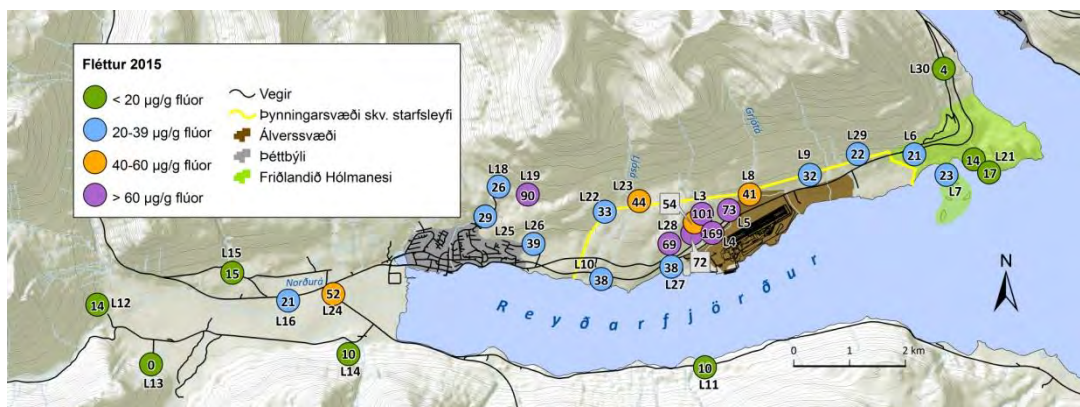 Fléttur 2015
< 20 µg/g flúor
20-39 µg/g flúor
40-60 µg/g flúor
> 60 µg/g flúor
Vegir
Þynningarsvæði skv. starfsleyfi
Álverssvæði
Þéttbýli
Friðlandið Hólmanesi
L30
4
Grjótá
L29
22
L6
21
14
L21
17
23
L7
L9
32
L8
41
L18
26
L19
90
L23
44
54
L3
101
73
L5
L22
33
29
L25
L26
39
L28
69
169
L4
72
L10
38
38
L27
L15
15
Norðurá
52
L24
21
L16
14
L12
0
L13
10
L14
10
L11
Reyðarfjörður
N
0 1 2 km